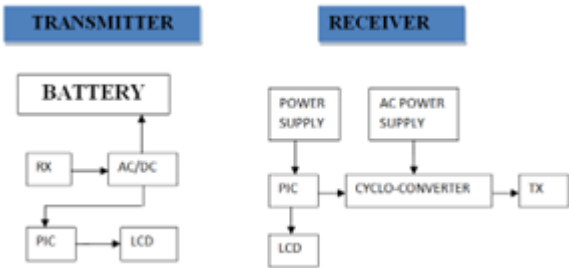 TRANSMITTER
BATTERY
RX
AC/DC
PIC
LCD
RECEIVER
POWER
SUPPLY
AC POWER
SUPPLY
PIC
CYCLO-CONVERTER
TX
LCD